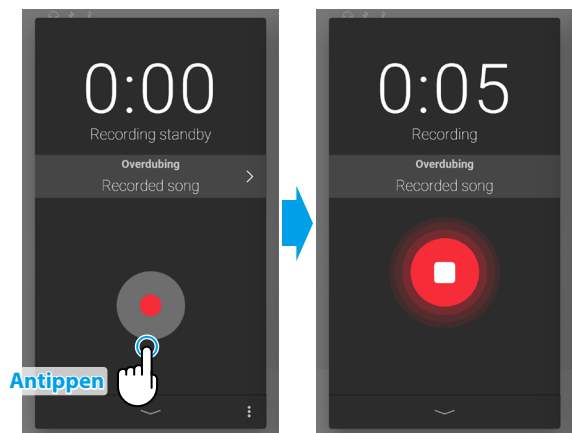 0:00
Recording standby
Overdubing
Recorded song
Antippen
0:05
Recording
Overdubing
Recorded song